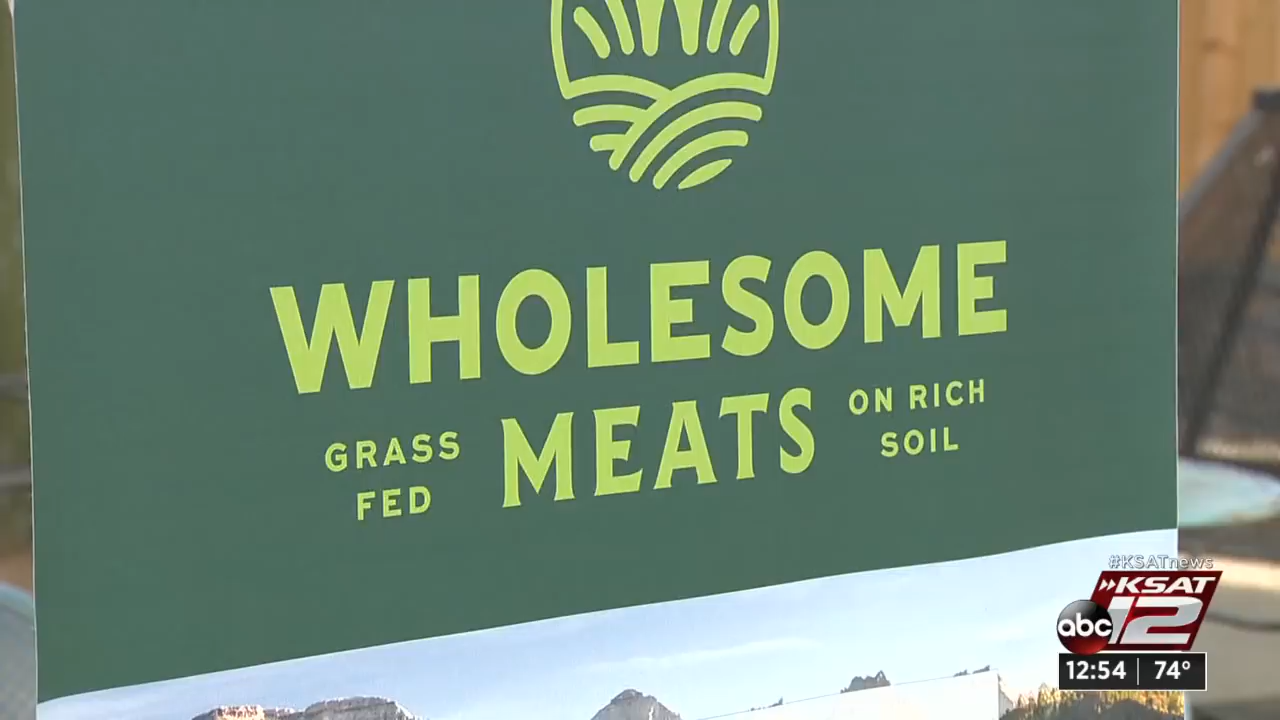 WHOLESOME
GRASS FED
MEATS
ON RICH SOIL
#KSATnews
KSAT
abc 12
12:54 74°